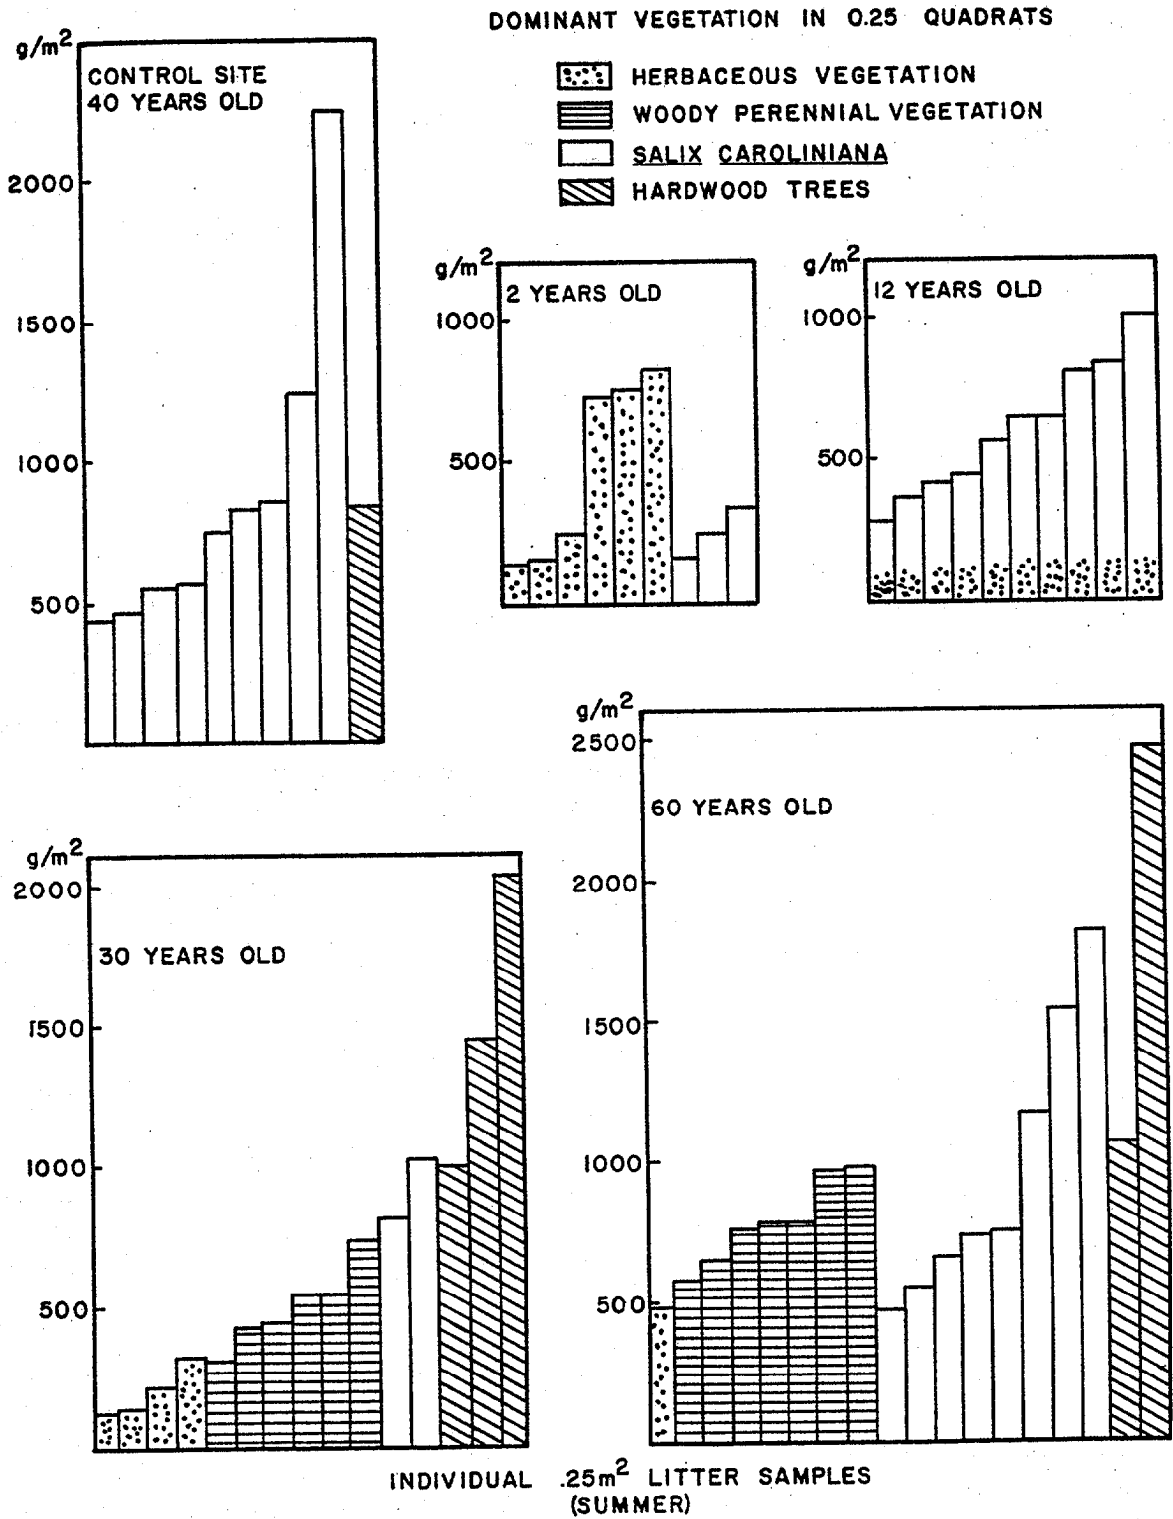 DOMINANT VEGETATION IN 0.25 QUADRATS
HERBACEOUS VEGETATION
WOODY PERENNIAL VEGETATION
SALIX CAROLINIANA
HARDWOOD TREES
g/m²
CONTROL SITE
40 YEARS OLD
2000
1500
1000
500
g/m²
2 YEARS OLD
1000
500
g/m²
12 YEARS OLD
1000
500
g/m²
30 YEARS OLD
2000
1500
1000
500
g/m²
60 YEARS OLD
2500
2000
1500
1000
500
INDIVIDUAL .25m² LITTER SAMPLES
(SUMMER)